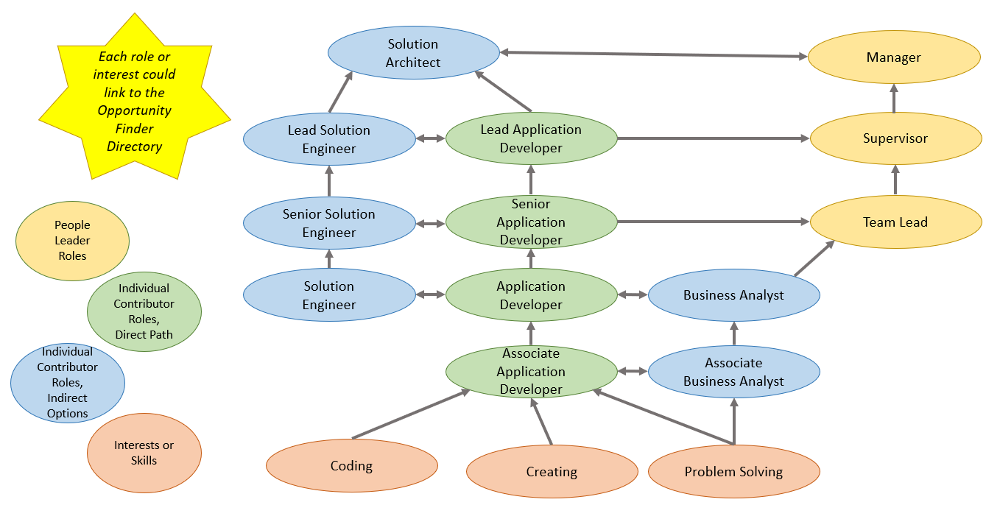 Each role or
interest could
link to the
Opportunity
Finder
Directory
People
Leader
Roles
Individual
Contributor
Roles,
Direct Path
Individual
Contributor
Roles,
Indirect
Options
Interests or
Skills
Solution
Architect
Manager
Lead Solution
Engineer
Lead Application
Developer
Supervisor
Senior Solution
Engineer
Senior
Application
Developer
Team Lead
Solution
Engineer
Application
Developer
Business Analyst
Associate
Application
Developer
Associate
Business Analyst
Coding
Creating
Problem Solving